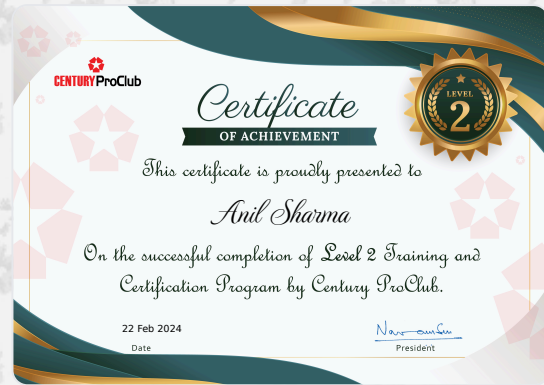 CENTURY ProClub
Certificate
OF ACHIEVEMENT
LEVEL
2
This certificate is proudly presented to
Anil Sharma
On the successful completion of Level 2 Training and
Certification Program by Century ProClub.
22 Feb 2024
Date
President